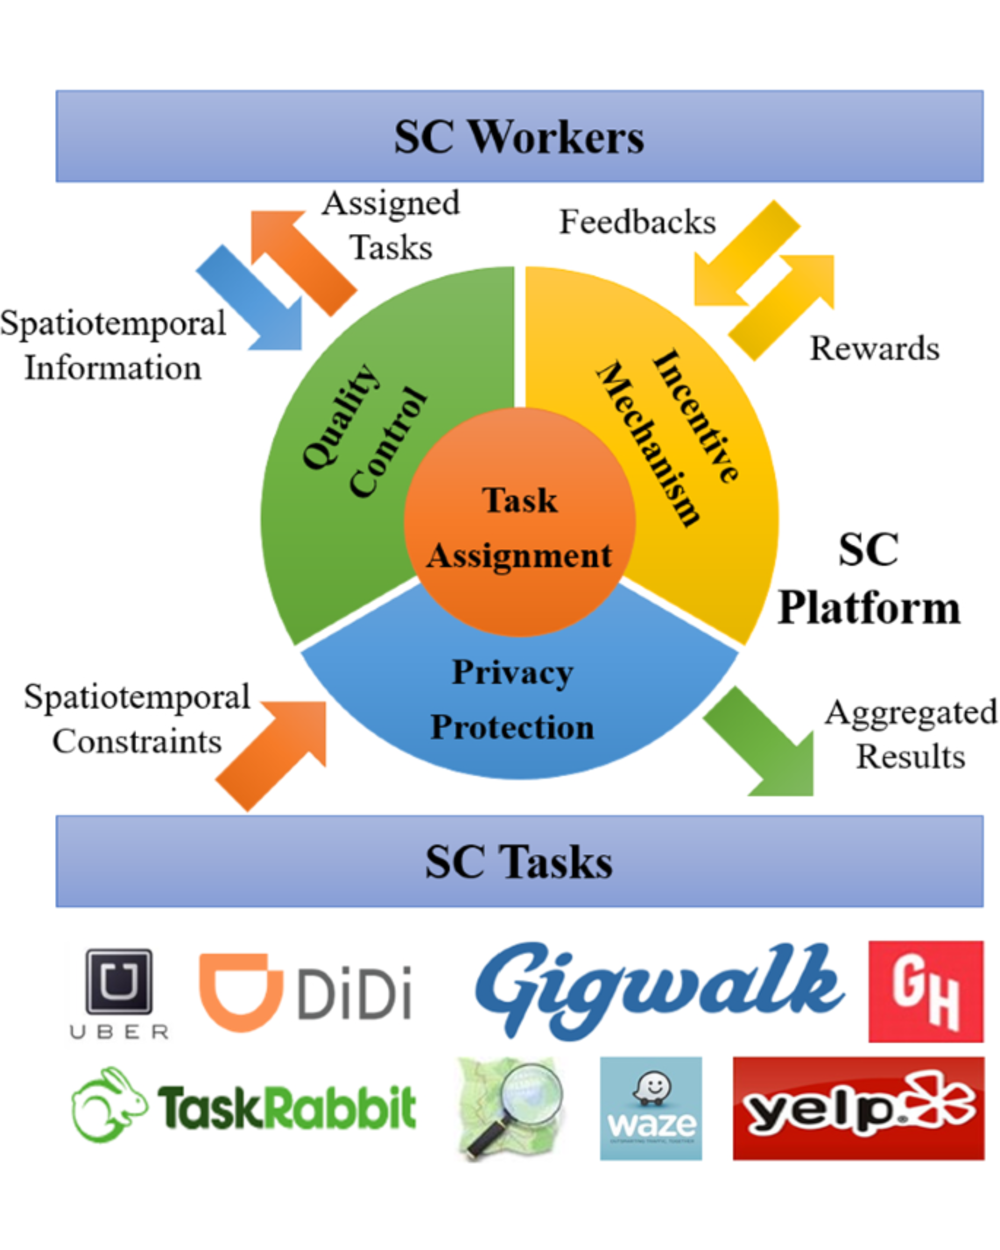 SC Workers
Assigned
Tasks
Feedbacks
Spatiotemporal
Information
Rewards
Quality
Control
Incentive
Mechanism
Task
Assignment
SC
Platform
Privacy
Protection
Spatiotemporal
Constraints
Aggregated
Results
SC Tasks
U
UBER
DiDi
Gigwalk
GH
TaskRabbit
waze
yelp